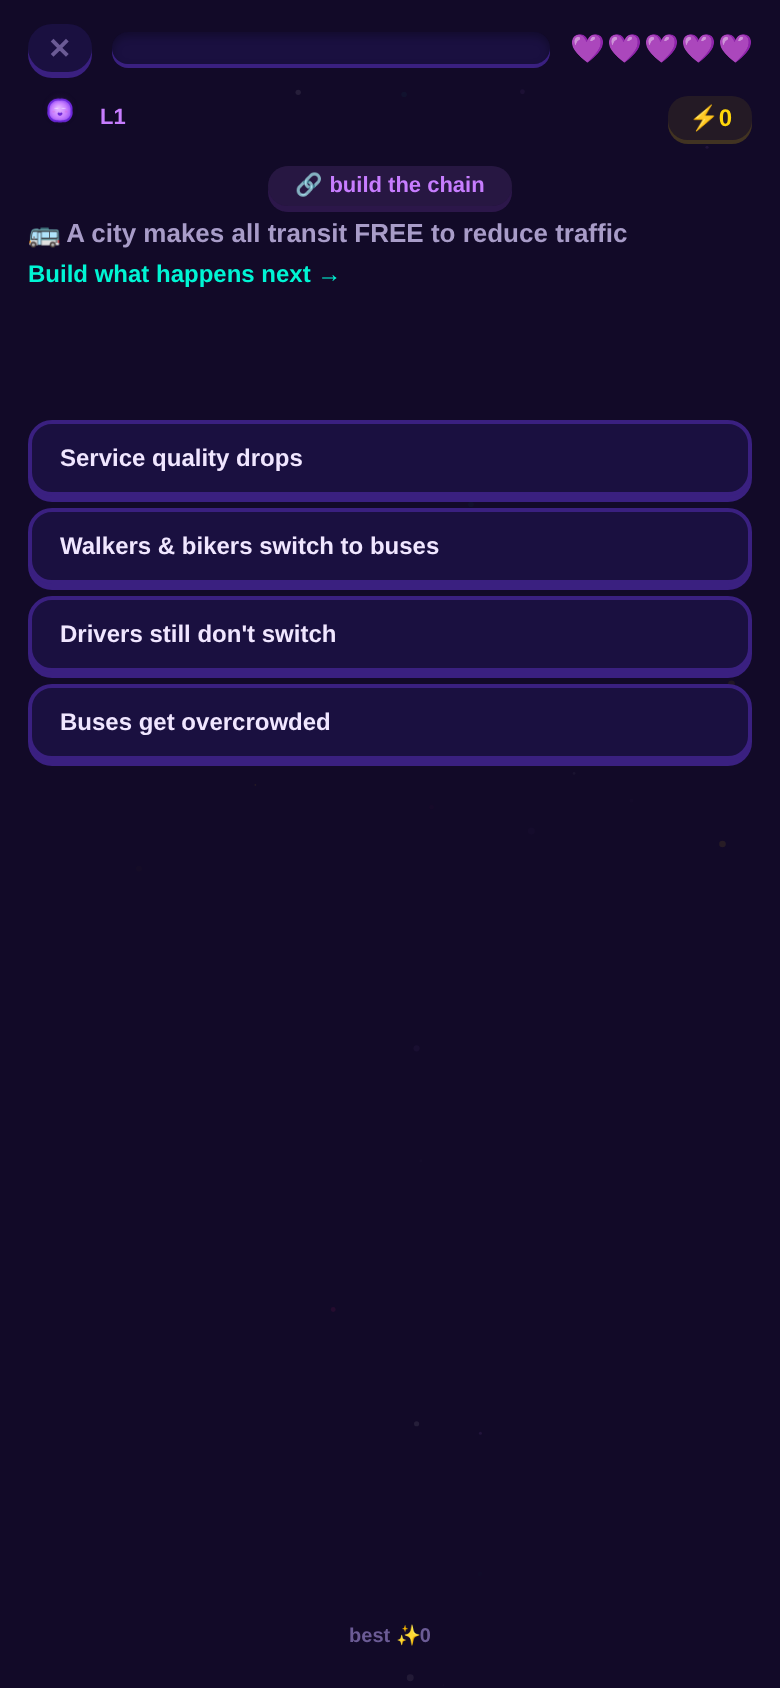 ✕ 💜💜💜💜💜
L1 ⚡0
🔗 build the chain
🚌 A city makes all transit FREE to reduce traffic
Build what happens next →
Service quality drops
Walkers & bikers switch to buses
Drivers still don't switch
Buses get overcrowded
best ✨0